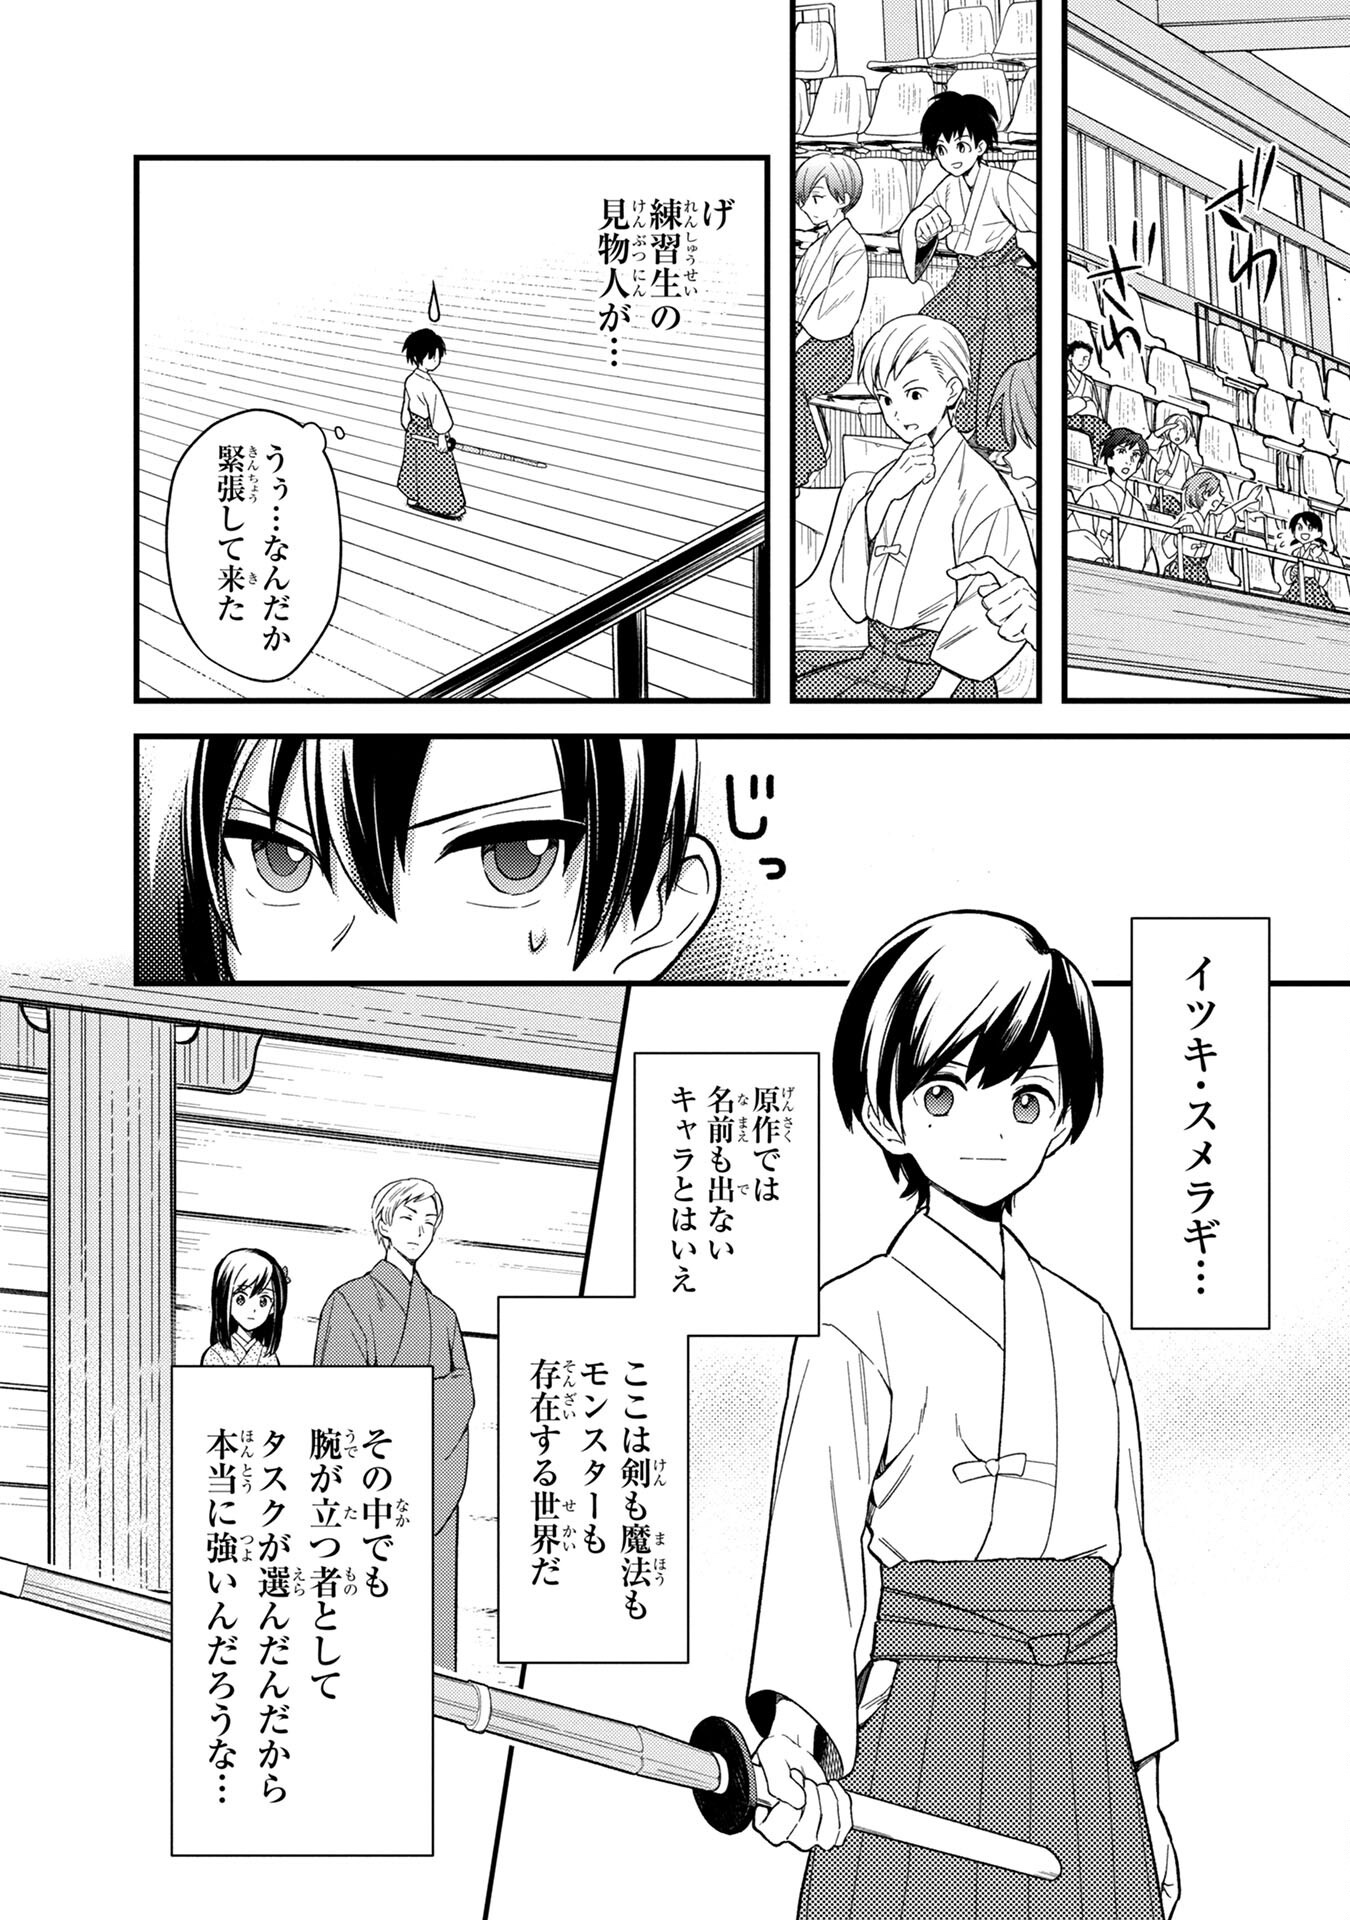 ざわ
ざわ
げ
練習生の
見物人が…
うぅ…なんだか
緊張して来た
じっ
イツキ・スメラギ…
原作では
名前も出ない
キャラとはいえ
ここは剣も魔法も
モンスターも
存在する世界だ
その中でも
腕が立つ者として
タスクが選んだんだから
本当に強いんだろうな…